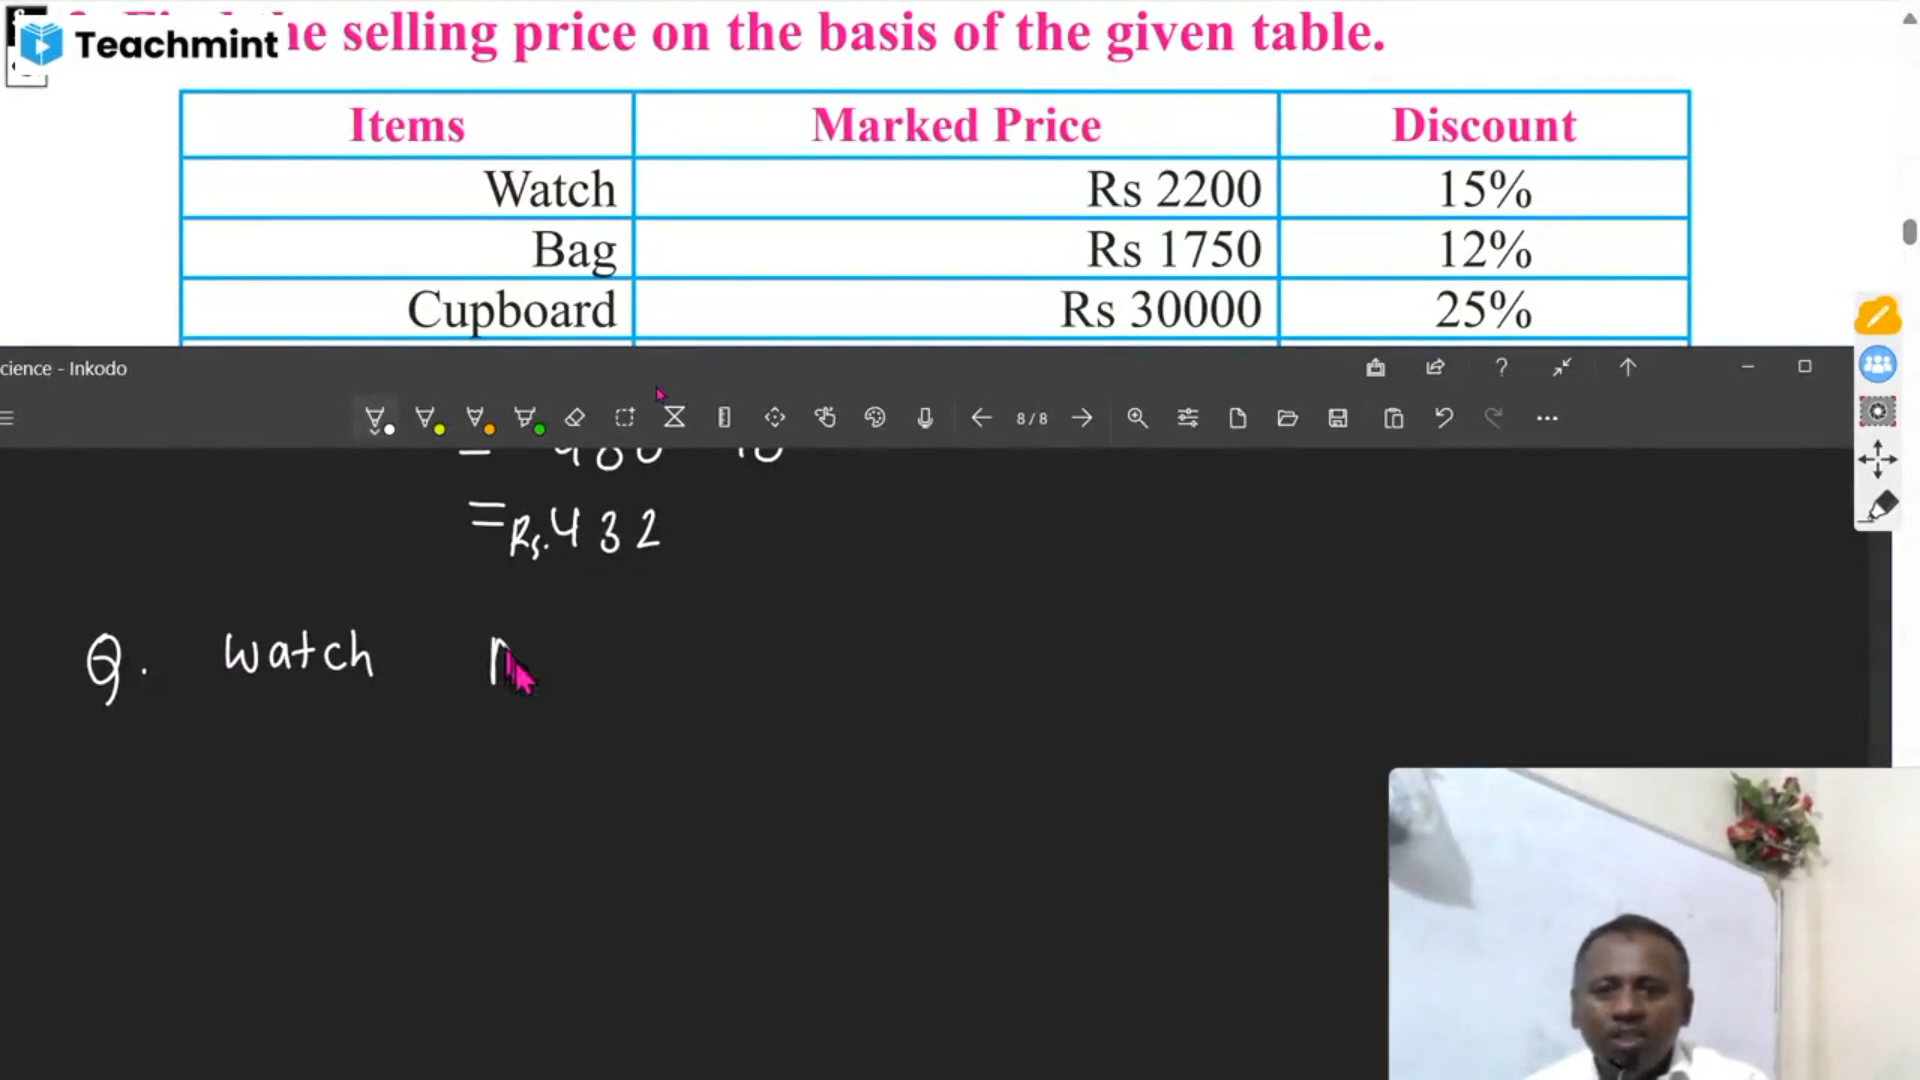 Teachmint
he selling price on the basis of the given table.
Items Marked Price Discount
Watch Rs 2200 15%
Bag Rs 1750 12%
Cupboard Rs 30000 25%
cience - Inkodo
8/8
= Rs. 432
Q. watch